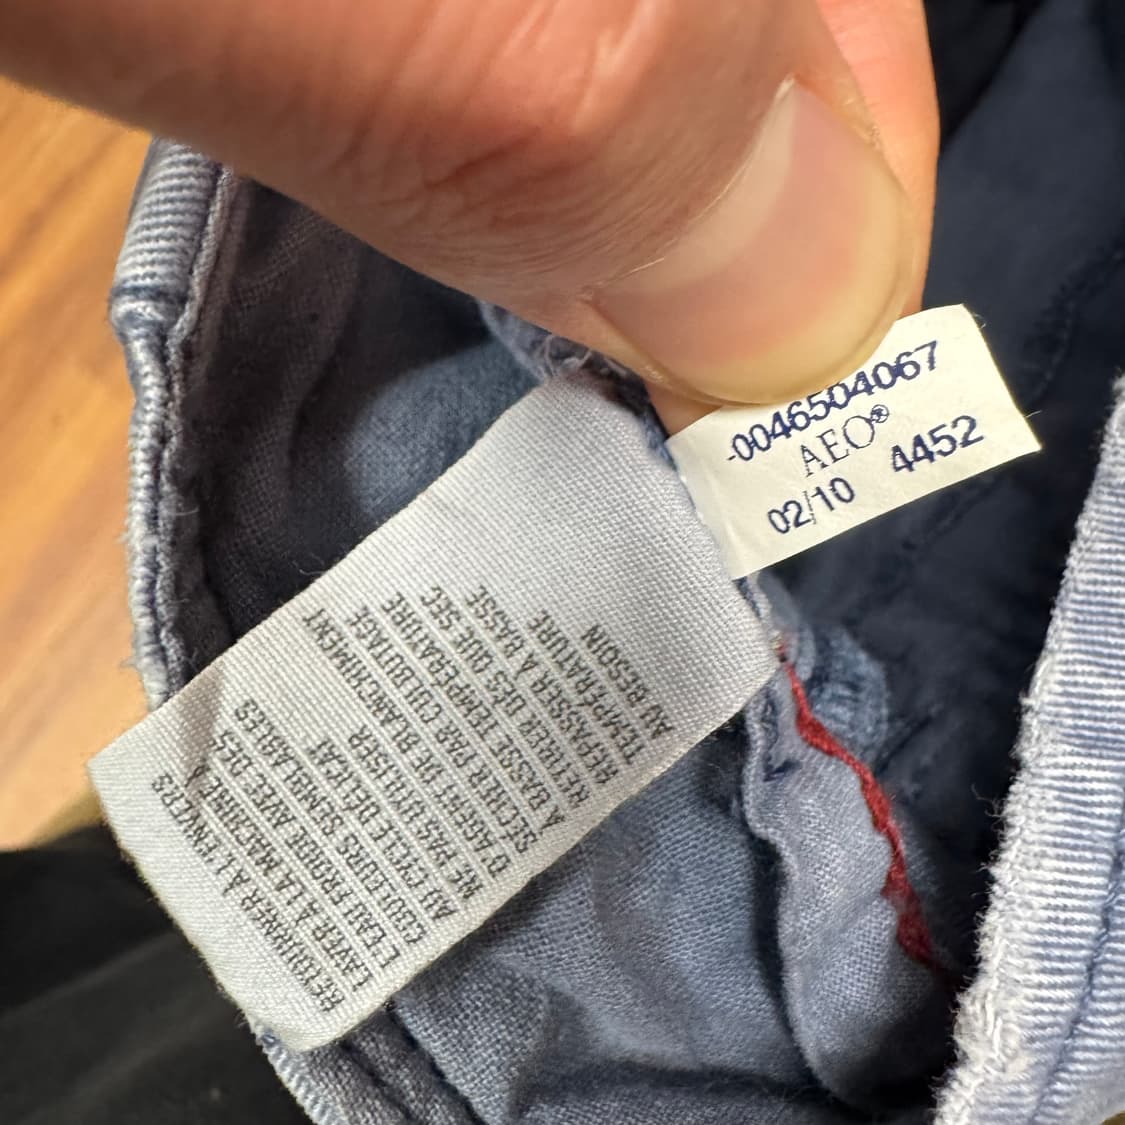 -0046504067
AEO®
02/10 4452
RETOURNER À L'ENVERS
LAVER À LA MACHINE À
L'EAU FROIDE AVEC DES
COULEURS SEMBLABLES
AU CYCLE DÉLICAT
NE PAS UTILISER
D'AGENT DE BLANCHIMENT
SÉCHER PAR CULBUTAGE
À BASSE TEMPÉRATURE
RETIRER DÈS QUE SEC
REPASSER À BASSE
TEMPÉRATURE
AU BESOIN